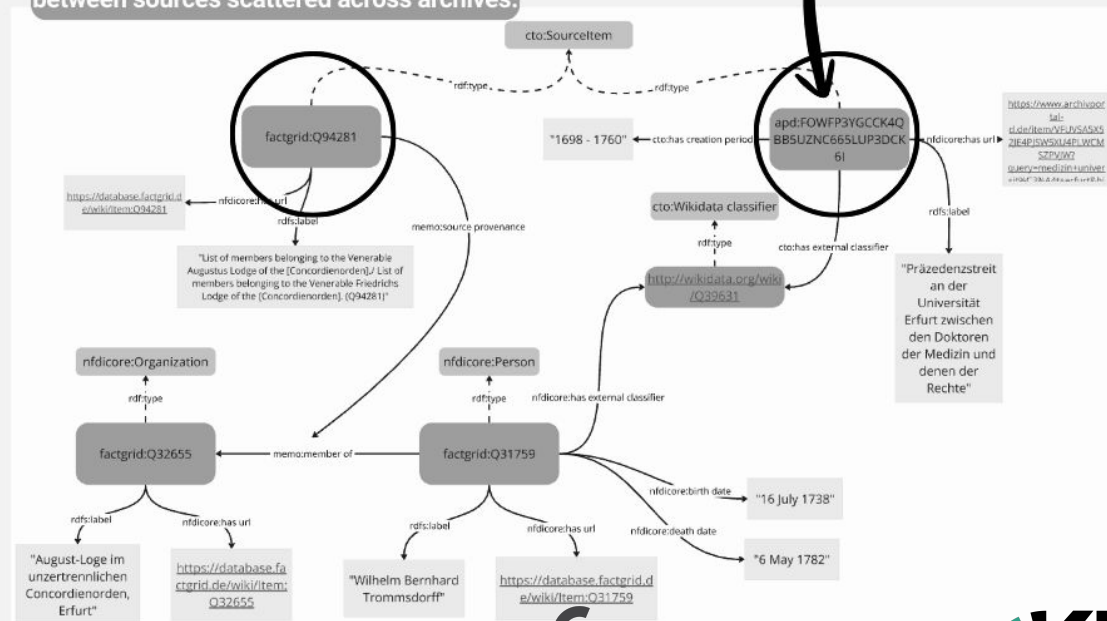 between sources scattered across archives.
cto:SourceItem
rdf:type
rdf:type
factgrid:Q94281
"1698 - 1760"
cto:has creation period
apd:FOWFP3YGCCK4Q
BB5UZNC665LUP3DCK
6I
nfdicore:has url
https://www.archivpor
tal-
d.de/item/VFUVSASX5
2JE4PJSW5XU4PLWCM
SZPVJW?
query=medizin+univer
https://database.factgrid.d
e/wiki/Item:Q94281
nfdicore:has url
rdfs:label
memo:source provenance
"List of members belonging to the Venerable
Augustus Lodge of the [Concordienorden],/ List of
members belonging to the Venerable Friedrichs
Lodge of the [Concordienorden]. (Q94281)"
cto:Wikidata classifier
rdf:type
cto:has external classifier
rdfs:label
http://wikidata.org/wiki
/Q39631
"Präzedenzstreit
an der
Universität
Erfurt zwischen
den Doktoren
der Medizin und
denen der
Rechte"
nfdicore:Organization
nfdicore:Person
rdf:type
rdf:type
nfdicore:has external classifier
factgrid:Q32655
memo:member of
factgrid:Q31759
nfdicore:birth date
"16 July 1738"
nfdicore:death date
"6 May 1782"
rdfs:label
nfdicore:has url
rdfs:label
nfdicore:has url
"August-Loge im
unzertrennlichen
Concordienorden,
Erfurt"
https://database.fa
ctgrid.de/wiki/Item:
Q32655
"Wilhelm Bernhard
Trommsdorff"
https://database.factgrid.d
e/wiki/Item:Q31759